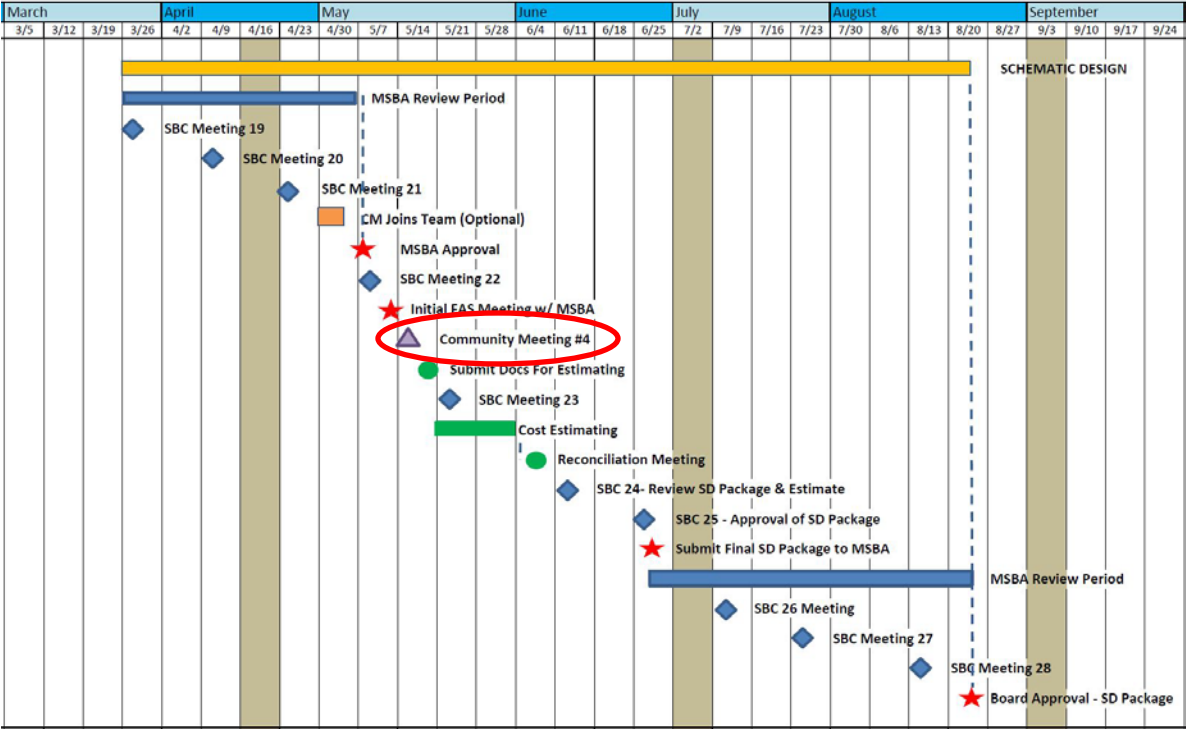 March April May June July August September
3/5 3/12 3/19 3/26 4/2 4/9 4/16 4/23 4/30 5/7 5/14 5/21 5/28 6/4 6/11 6/18 6/25 7/2 7/9 7/16 7/23 7/30 8/6 8/13 8/20 8/27 9/3 9/10 9/17 9/24
SCHEMATIC DESIGN
MSBA Review Period
SBC Meeting 19
SBC Meeting 20
SBC Meeting 21
CM Joins Team (Optional)
MSBA Approval
SBC Meeting 22
Initial FAS Meeting w/ MSBA
Community Meeting #4
Submit Docs For Estimating
SBC Meeting 23
Cost Estimating
Reconciliation Meeting
SBC 24- Review SD Package & Estimate
SBC 25 - Approval of SD Package
Submit Final SD Package to MSBA
MSBA Review Period
SBC 26 Meeting
SBC Meeting 27
SBC Meeting 28
Board Approval - SD Package